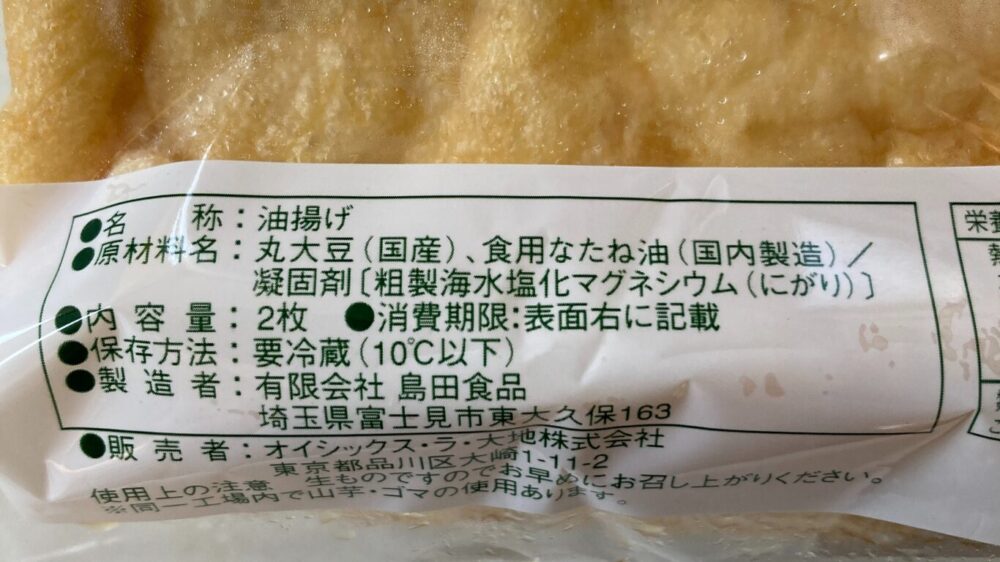 ●名　　称：油揚げ
●原材料名：丸大豆（国産）、食用なたね油（国内製造）／
凝固剤〔粗製海水塩化マグネシウム（にがり）〕
●内容量：2枚　●消費期限：表面右に記載
●保存方法：要冷蔵（10℃以下）
●製造者：有限会社 島田食品
埼玉県富士見市東大久保163
●販売者：オイシックス・ラ・大地株式会社
東京都品川区大崎1-11-2
使用上の注意　生ものですのでお早めにお召し上がりください。
※同一工場内で山芋・ゴマの使用あります。
栄養
熱